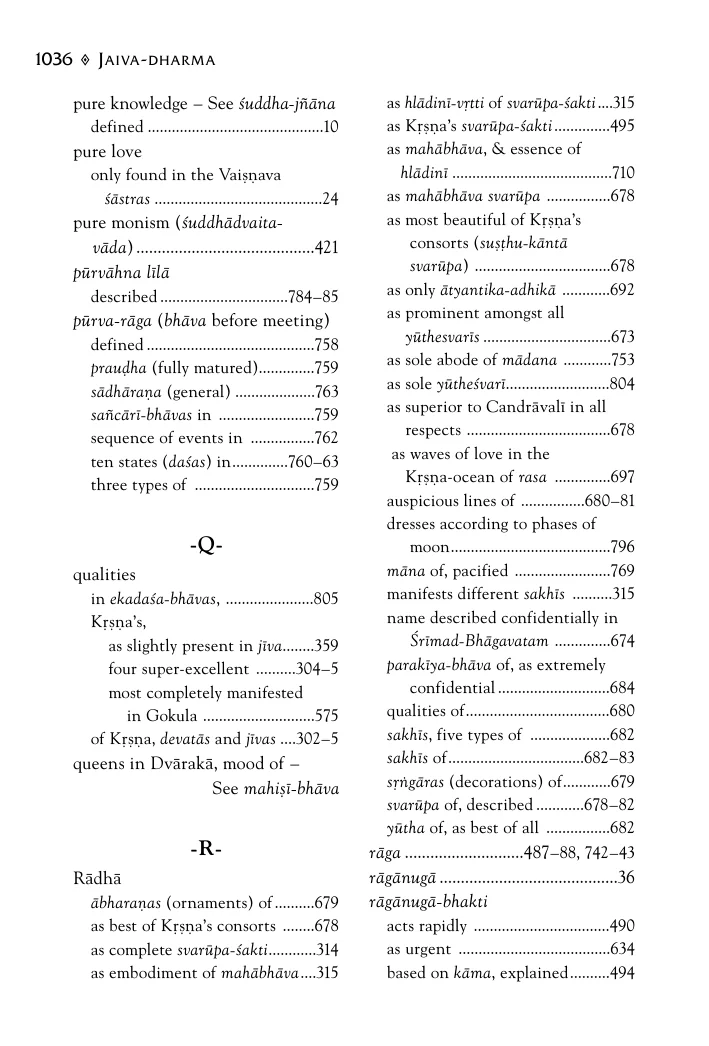 1036 ◈ JAIVA-DHARMA
pure knowledge – See śuddha-jñāna
defined ............................................10
pure love
only found in the Vaiṣṇava
śāstras ..........................................24
pure monism (śuddhādvaita-
vāda) ....................................421
pūrvāhna līlā
described ................................784–85
pūrva-rāga (bhāva before meeting)
defined ..........................................758
prauḍha (fully matured)..............759
sādhāraṇa (general) ....................763
sañcārī-bhāvas in ........................759
sequence of events in ................762
ten states (daśas) in..............760–63
three types of ..............................759
-Q-
qualities
in ekadaśa-bhāvas, ......................805
Kṛṣṇa's,
as slightly present in jīva........359
four super-excellent ..........304–5
most completely manifested
in Gokula ............................575
of Kṛṣṇa, devatās and jīvas ....302–5
queens in Dvārakā, mood of –
See mahiṣī-bhāva
-R-
Rādhā
ābharaṇas (ornaments) of..........679
as best of Kṛṣṇa's consorts ........678
as complete svarūpa-śakti............314
as embodiment of mahābhāva....315
as hlādinī-vṛtti of svarūpa-śakti....315
as Kṛṣṇa's svarūpa-śakti..............495
as mahābhāva, & essence of
hlādinī ........................................710
as mahābhāva svarūpa ................678
as most beautiful of Kṛṣṇa's
consorts (suṣṭhu-kāntā
svarūpa) ..................................678
as only ātyantika-adhikā ............692
as prominent amongst all
yūthesvarīs ................................673
as sole abode of mādana ............753
as sole yūtheśvarī..........................804
as superior to Candrāvalī in all
respects ....................................678
as waves of love in the
Kṛṣṇa-ocean of rasa ..............697
auspicious lines of ................680–81
dresses according to phases of
moon........................................796
māna of, pacified ........................769
manifests different sakhīs ..........315
name described confidentially in
Śrīmad-Bhāgavatam ..............674
parakīya-bhāva of, as extremely
confidential ............................684
qualities of....................................680
sakhīs, five types of ....................682
sakhīs of..................................682–83
sṛṅgāras (decorations) of............679
svarūpa of, described ............678–82
yūtha of, as best of all ................682
rāga ...........................487–88, 742–43
rāgānugā .........................................36
rāgānugā-bhakti
acts rapidly ..................................490
as urgent ......................................634
based on kāma, explained..........494